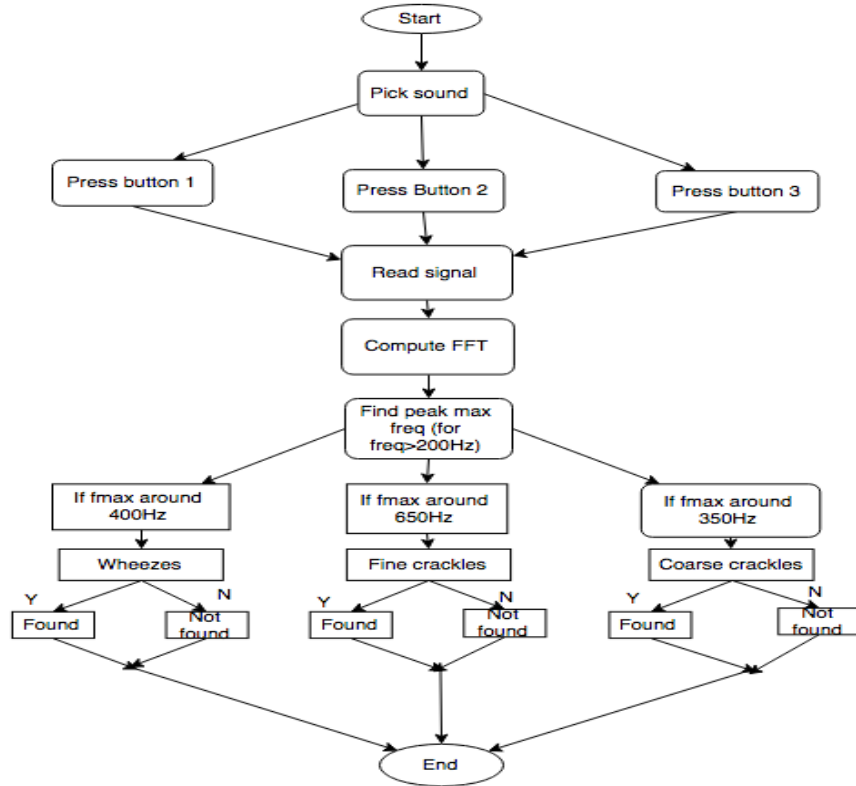 Start
Pick sound
Press button 1
Press Button 2
Press button 3
Read signal
Compute FFT
Find peak max
freq (for
freq>200Hz)
If fmax around
400Hz
If fmax around
650Hz
If fmax around
350Hz
Wheezes
Fine crackles
Coarse crackles
Y
N
Y
N
Y
N
Found
Not
found
Found
Not
found
Found
Not
found
End